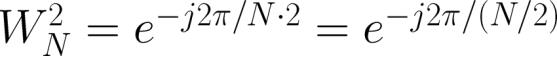 $W_N^2 = e^{-j2\pi/N \cdot 2} = e^{-j2\pi/(N/2)}$